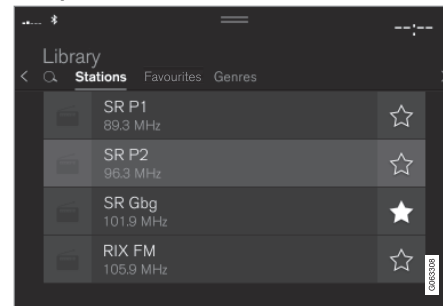 --:--
Library
Stations Favourites Genres
SR P1
89.3 MHz
SR P2
96.3 MHz
SR Gbg
101.9 MHz
RIX FM
105.9 MHz
G063308